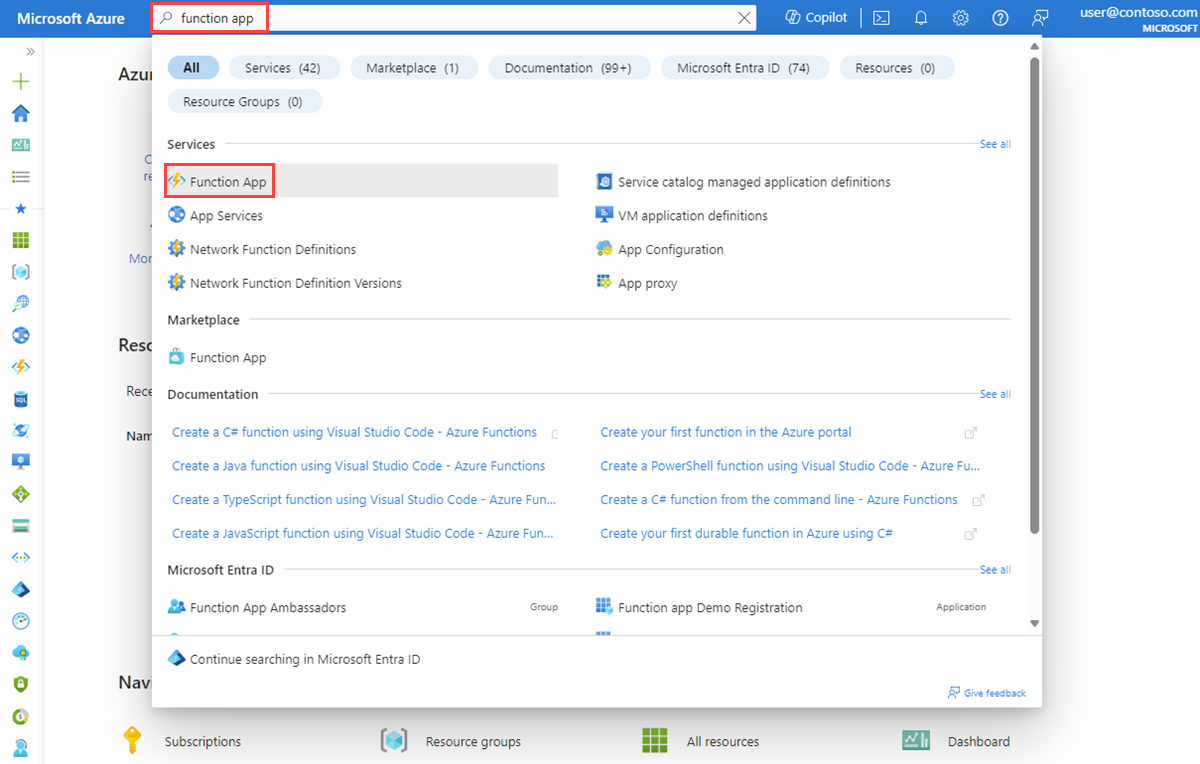 Microsoft Azure
function app
Copilot
user@contoso.com
MICROSOFT
All
Services (42)
Marketplace (1)
Documentation (99+)
Microsoft Entra ID (74)
Resources (0)
Resource Groups (0)
Services
See all
Function App
Service catalog managed application definitions
App Services
VM application definitions
Network Function Definitions
App Configuration
Network Function Definition Versions
App proxy
Marketplace
Function App
Documentation
See all
Create a C# function using Visual Studio Code - Azure Functions
Create your first function in the Azure portal
Create a Java function using Visual Studio Code - Azure Functions
Create a PowerShell function using Visual Studio Code - Azure Fu...
Create a TypeScript function using Visual Studio Code - Azure Fun...
Create a C# function from the command line - Azure Functions
Create a JavaScript function using Visual Studio Code - Azure Fun...
Create your first durable function in Azure using C#
Microsoft Entra ID
See all
Function App Ambassadors
Group
Function app Demo Registration
Application
Continue searching in Microsoft Entra ID
Give feedback
Subscriptions
Resource groups
All resources
Dashboard